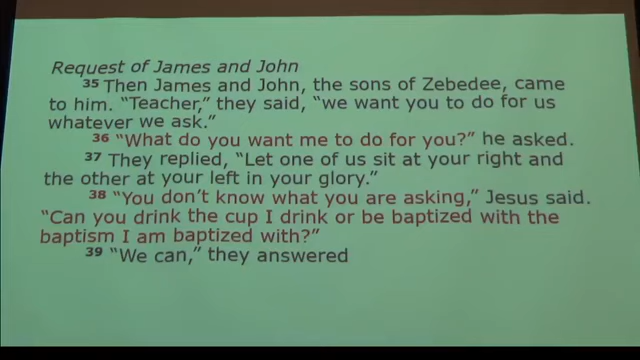 Request of James and John
35 Then James and John, the sons of Zebedee, came
to him. “Teacher,” they said, “we want you to do for us
whatever we ask.”
36 “What do you want me to do for you?” he asked.
37 They replied, “Let one of us sit at your right and
the other at your left in your glory.”
38 “You don’t know what you are asking,” Jesus said.
“Can you drink the cup I drink or be baptized with the
baptism I am baptized with?”
39 “We can,” they answered